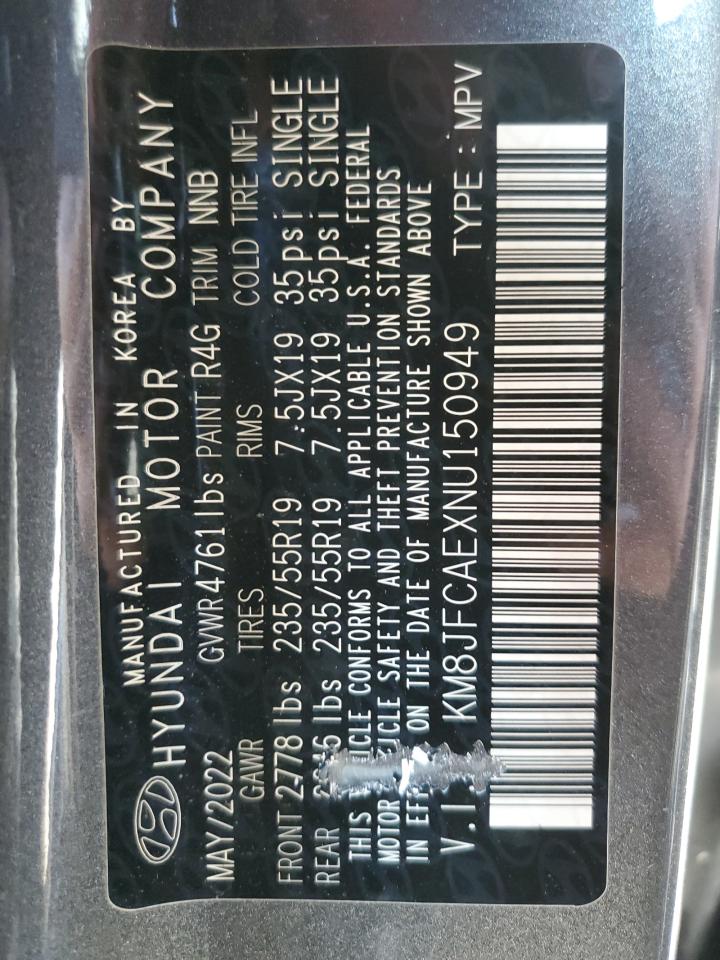 MANUFACTURED IN KOREA BY
HYUNDAI MOTOR COMPANY
MAY/2022 GVWR 4761 lbs PAINT R4G TRIM NNB
GAWR TIRES RIMS COLD TIRE INFL
FRONT 2778 lbs 235/55R19 7.5JX19 35psi SINGLE
REAR lbs 235/55R19 7.5JX19 35psi SINGLE
THIS CONFORMS TO ALL APPLICABLE U.S.A. FEDERAL
MOTOR SAFETY AND THEFT PREVENTION STANDARDS
IN ON THE DATE OF MANUFACTURE SHOWN ABOVE
KM8JFCAEXNU150949 TYPE : MPV